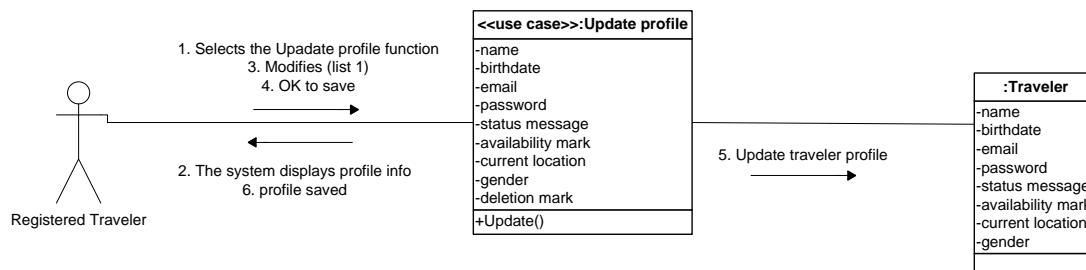 <<use case>>:Update profile
-name
-birthdate
-email
-password
-status message
-availability mark
-current location
-gender
-deletion mark
+Update()
1. Selects the Upadate profile function
3. Modifies (list 1)
4. OK to save
2. The system displays profile info
6. profile saved
Registered Traveler
5. Update traveler profile
:Traveler
-name
-birthdate
-email
-password
-status message
-availability mark
-current location
-gender